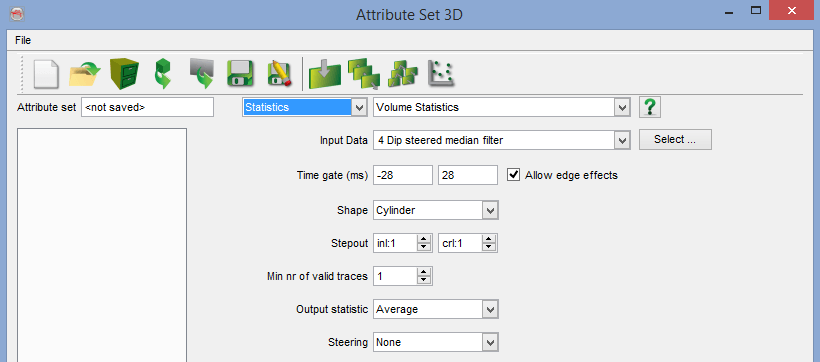 Attribute Set 3D
File
Attribute set <not saved> Statistics Volume Statistics ?
Input Data 4 Dip steered median filter Select ...
Time gate (ms) -28 28 Allow edge effects
Shape Cylinder
Stepout inl:1 crl:1
Min nr of valid traces 1
Output statistic Average
Steering None